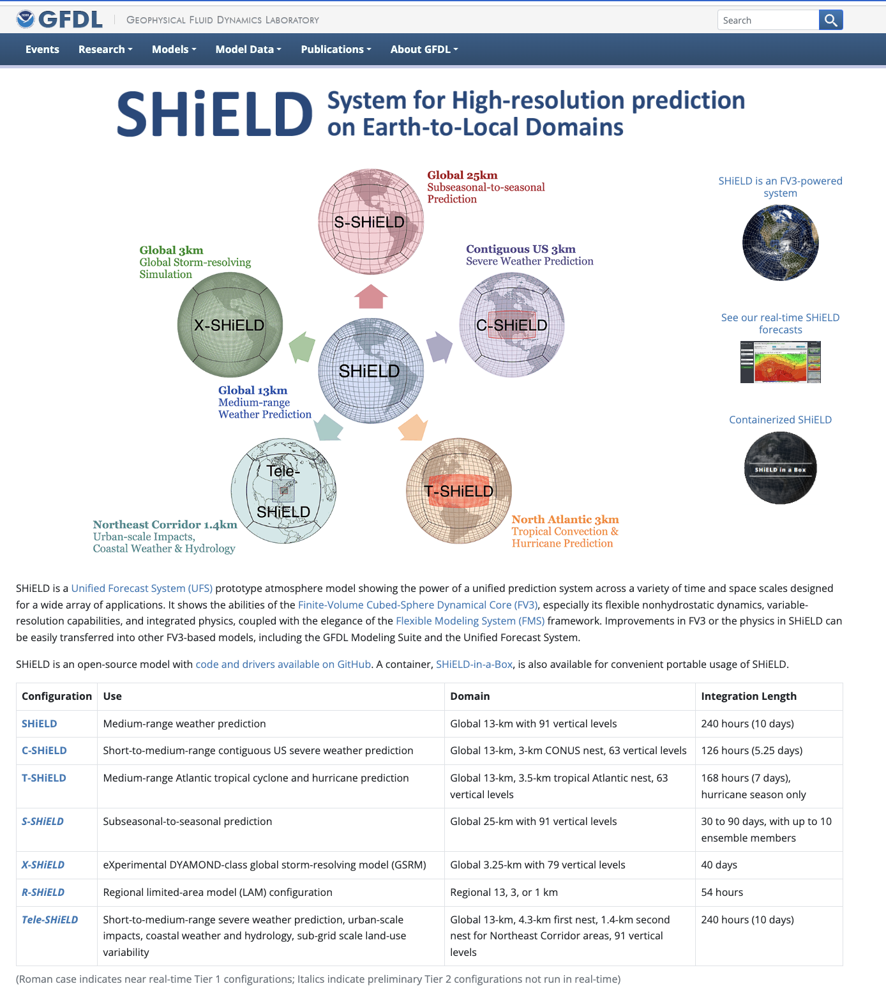 GFDL
GEOPHYSICAL FLUID DYNAMICS LABORATORY
Search
Events Research Models Model Data Publications About GFDL
SHiELD
System for High-resolution prediction
on Earth-to-Local Domains
Global 25km
Subseasonal-to-seasonal
Prediction
S-SHiELD
Global 3km
Global Storm-resolving
Simulation
X-SHiELD
Contiguous US 3km
Severe Weather Prediction
C-SHiELD
SHiELD
Global 13km
Medium-range
Weather Prediction
Tele-
SHiELD
Northeast Corridor 1.4km
Urban-scale Impacts,
Coastal Weather & Hydrology
T-SHiELD
North Atlantic 3km
Tropical Convection &
Hurricane Prediction
SHiELD is an FV3-powered
system
See our real-time SHiELD
forecasts
Containerized SHiELD
SHiELD in a Box
SHiELD is a Unified Forecast System (UFS) prototype atmosphere model showing the power of a unified prediction system across a variety of time and space scales designed
for a wide array of applications. It shows the abilities of the Finite-Volume Cubed-Sphere Dynamical Core (FV3), especially its flexible nonhydrostatic dynamics, variable-
resolution capabilities, and integrated physics, coupled with the elegance of the Flexible Modeling System (FMS) framework. Improvements in FV3 or the physics in SHiELD can
be easily transferred into other FV3-based models, including the GFDL Modeling Suite and the Unified Forecast System.
SHiELD is an open-source model with code and drivers available on GitHub. A container, SHiELD-in-a-Box, is also available for convenient portable usage of SHiELD.
Configuration Use Domain Integration Length
SHiELD Medium-range weather prediction Global 13-km with 91 vertical levels 240 hours (10 days)
C-SHiELD Short-to-medium-range contiguous US severe weather prediction Global 13-km, 3-km CONUS nest, 63 vertical levels 126 hours (5.25 days)
T-SHiELD Medium-range Atlantic tropical cyclone and hurricane prediction Global 13-km, 3.5-km tropical Atlantic nest, 63 168 hours (7 days),
vertical levels hurricane season only
S-SHiELD Subseasonal-to-seasonal prediction Global 25-km with 91 vertical levels 30 to 90 days, with up to 10
ensemble members
X-SHiELD eXperimental DYAMOND-class global storm-resolving model (GSRM) Global 3.25-km with 79 vertical levels 40 days
R-SHiELD Regional limited-area model (LAM) configuration Regional 13, 3, or 1 km 54 hours
Tele-SHiELD Short-to-medium-range severe weather prediction, urban-scale Global 13-km, 4.3-km first nest, 1.4-km second 240 hours (10 days)
impacts, coastal weather and hydrology, sub-grid scale land-use nest for Northeast Corridor areas, 91 vertical
variability levels
(Roman case indicates near real-time Tier 1 configurations; Italics indicate preliminary Tier 2 configurations not run in real-time)